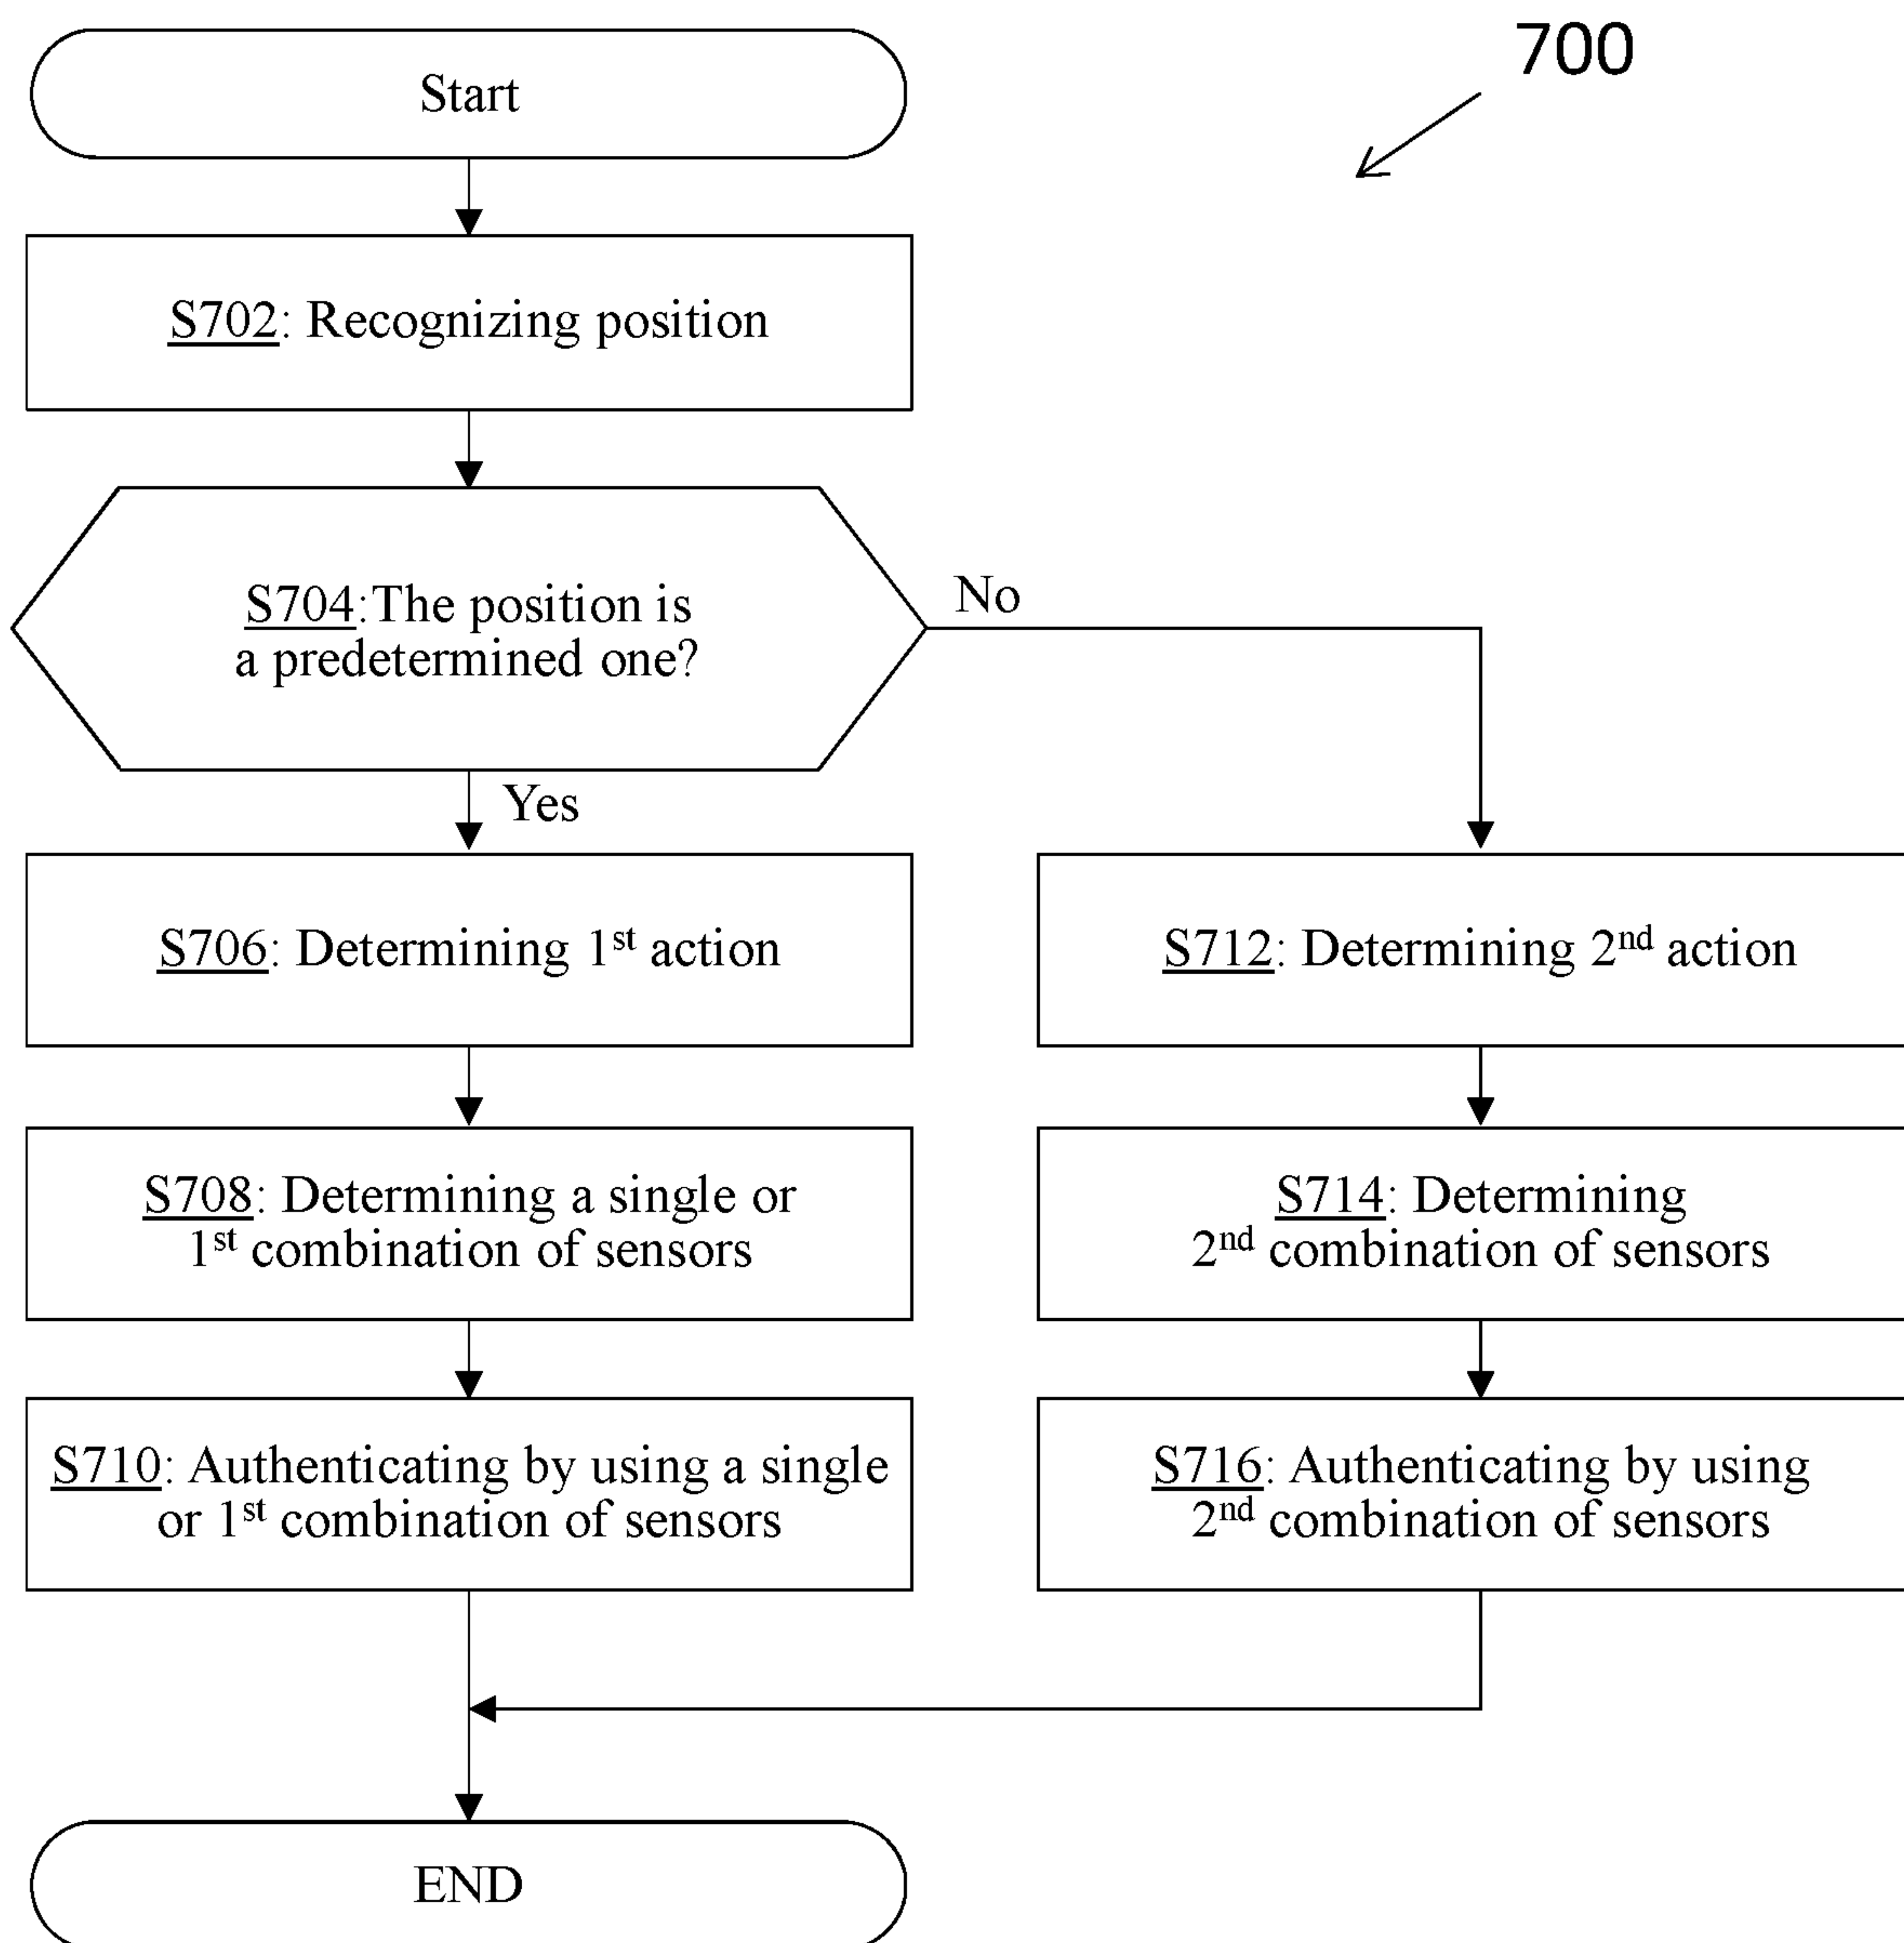 700
Start
S702: Recognizing position
S704:The position is
a predetermined one?
No
Yes
S706: Determining 1st action
S712: Determining 2nd action
S708: Determining a single or
1st combination of sensors
S714: Determining
2nd combination of sensors
S710: Authenticating by using a single
or 1st combination of sensors
S716: Authenticating by using
2nd combination of sensors
END